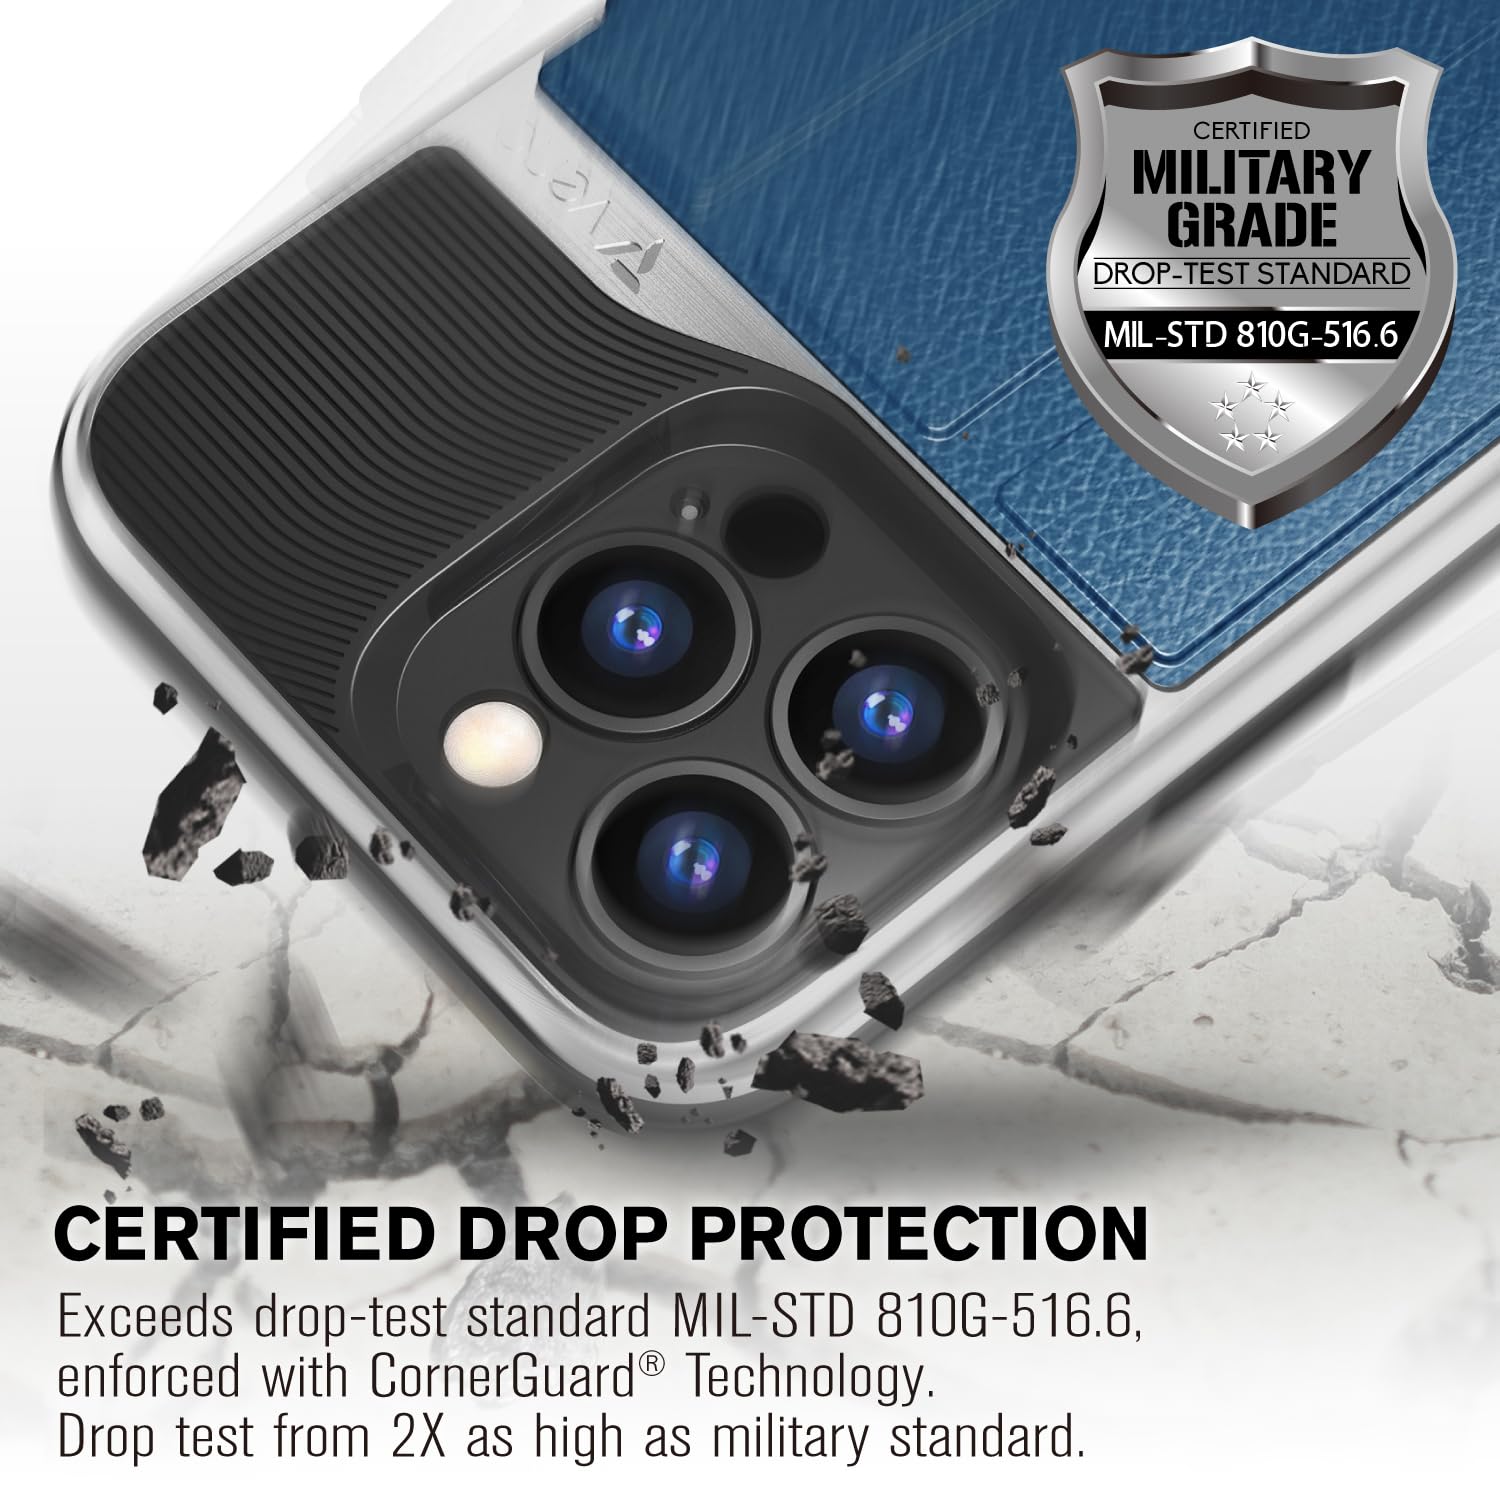 CERTIFIED
MILITARY
GRADE
DROP-TEST STANDARD
MIL-STD 810G-516.6
CERTIFIED DROP PROTECTION
Exceeds drop-test standard MIL-STD 810G-516.6,
enforced with CornerGuard® Technology.
Drop test from 2X as high as military standard.